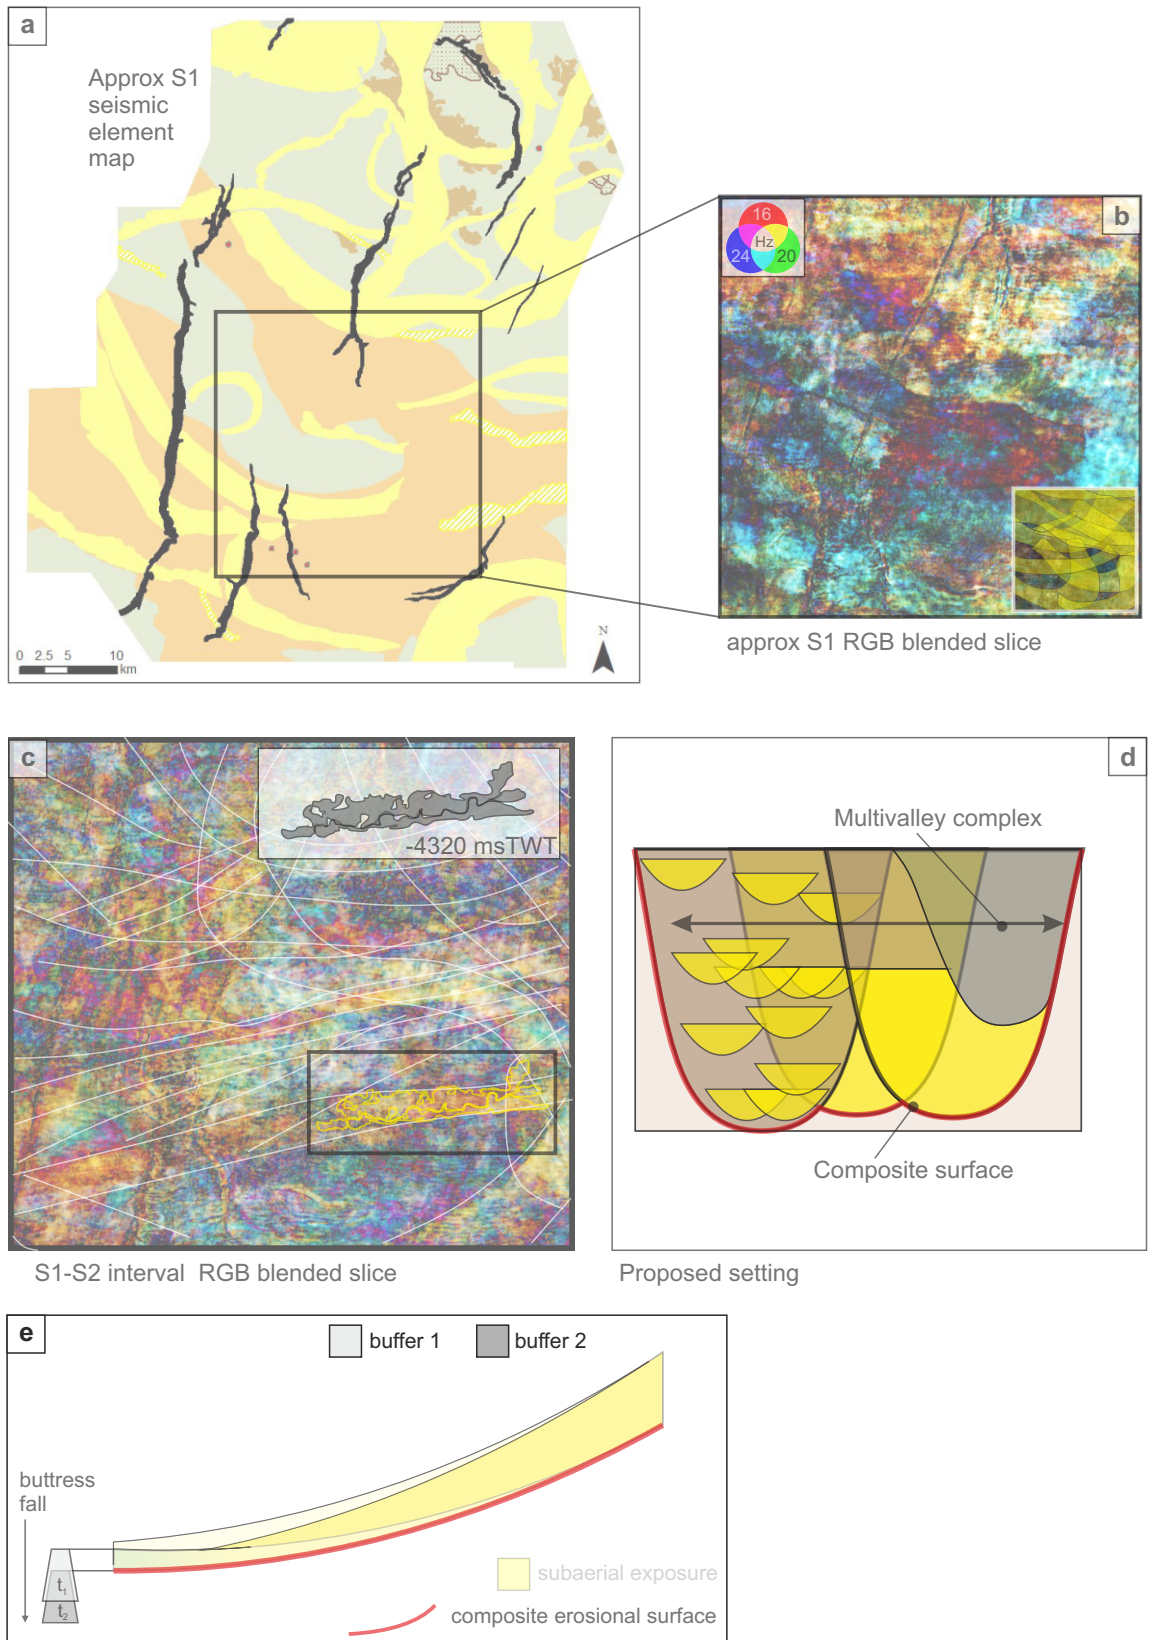 a
Approx S1
seismic
element
map
0 2.5 5 10
km
N
b
16
Hz
24
20
approx S1 RGB blended slice
c
-4320 msTWT
S1-S2 interval RGB blended slice
d
Multivalley complex
Composite surface
Proposed setting
e
buffer 1
buffer 2
buttress
fall
t1
t2
subaerial exposure
composite erosional surface